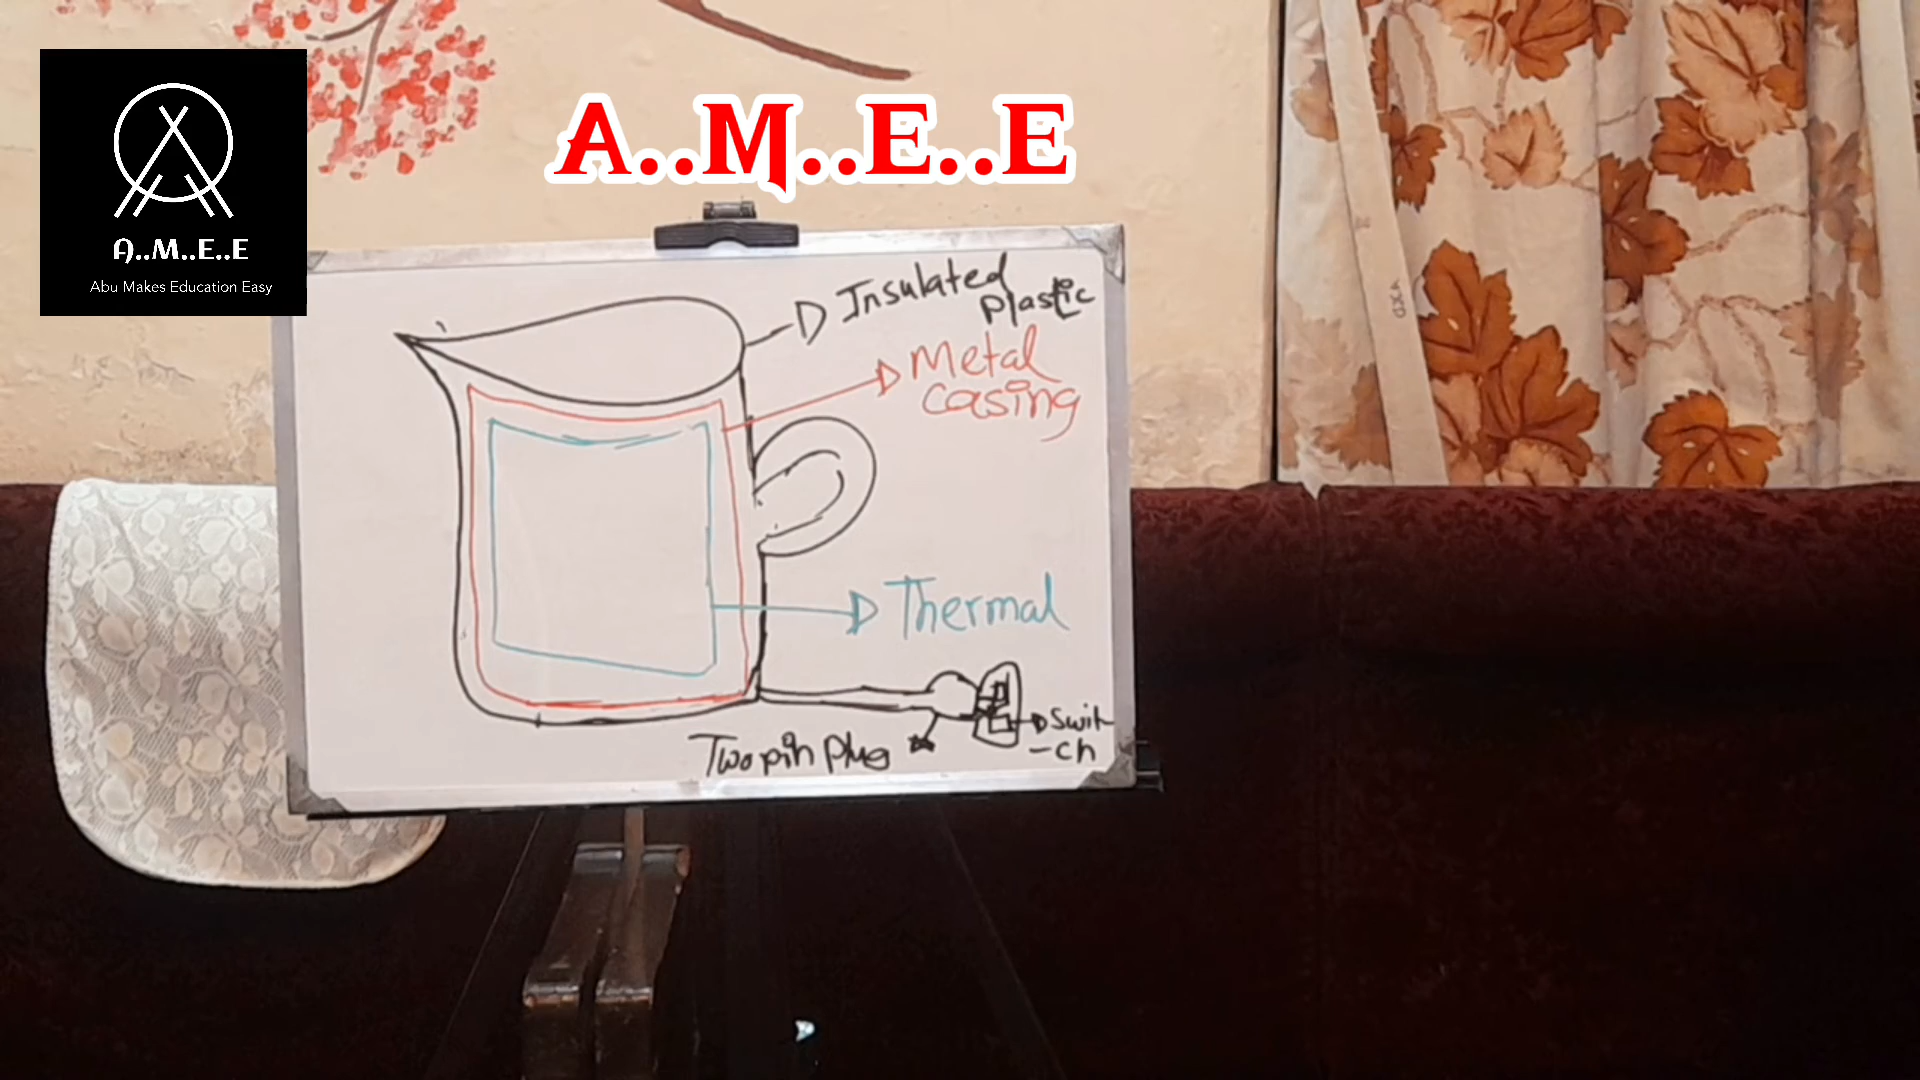 A..M..E..E
A..M..E..E
Abu Makes Education Easy
Insulated
plastic
Metal
casing
Thermal
Two pin plug
Swit
-ch